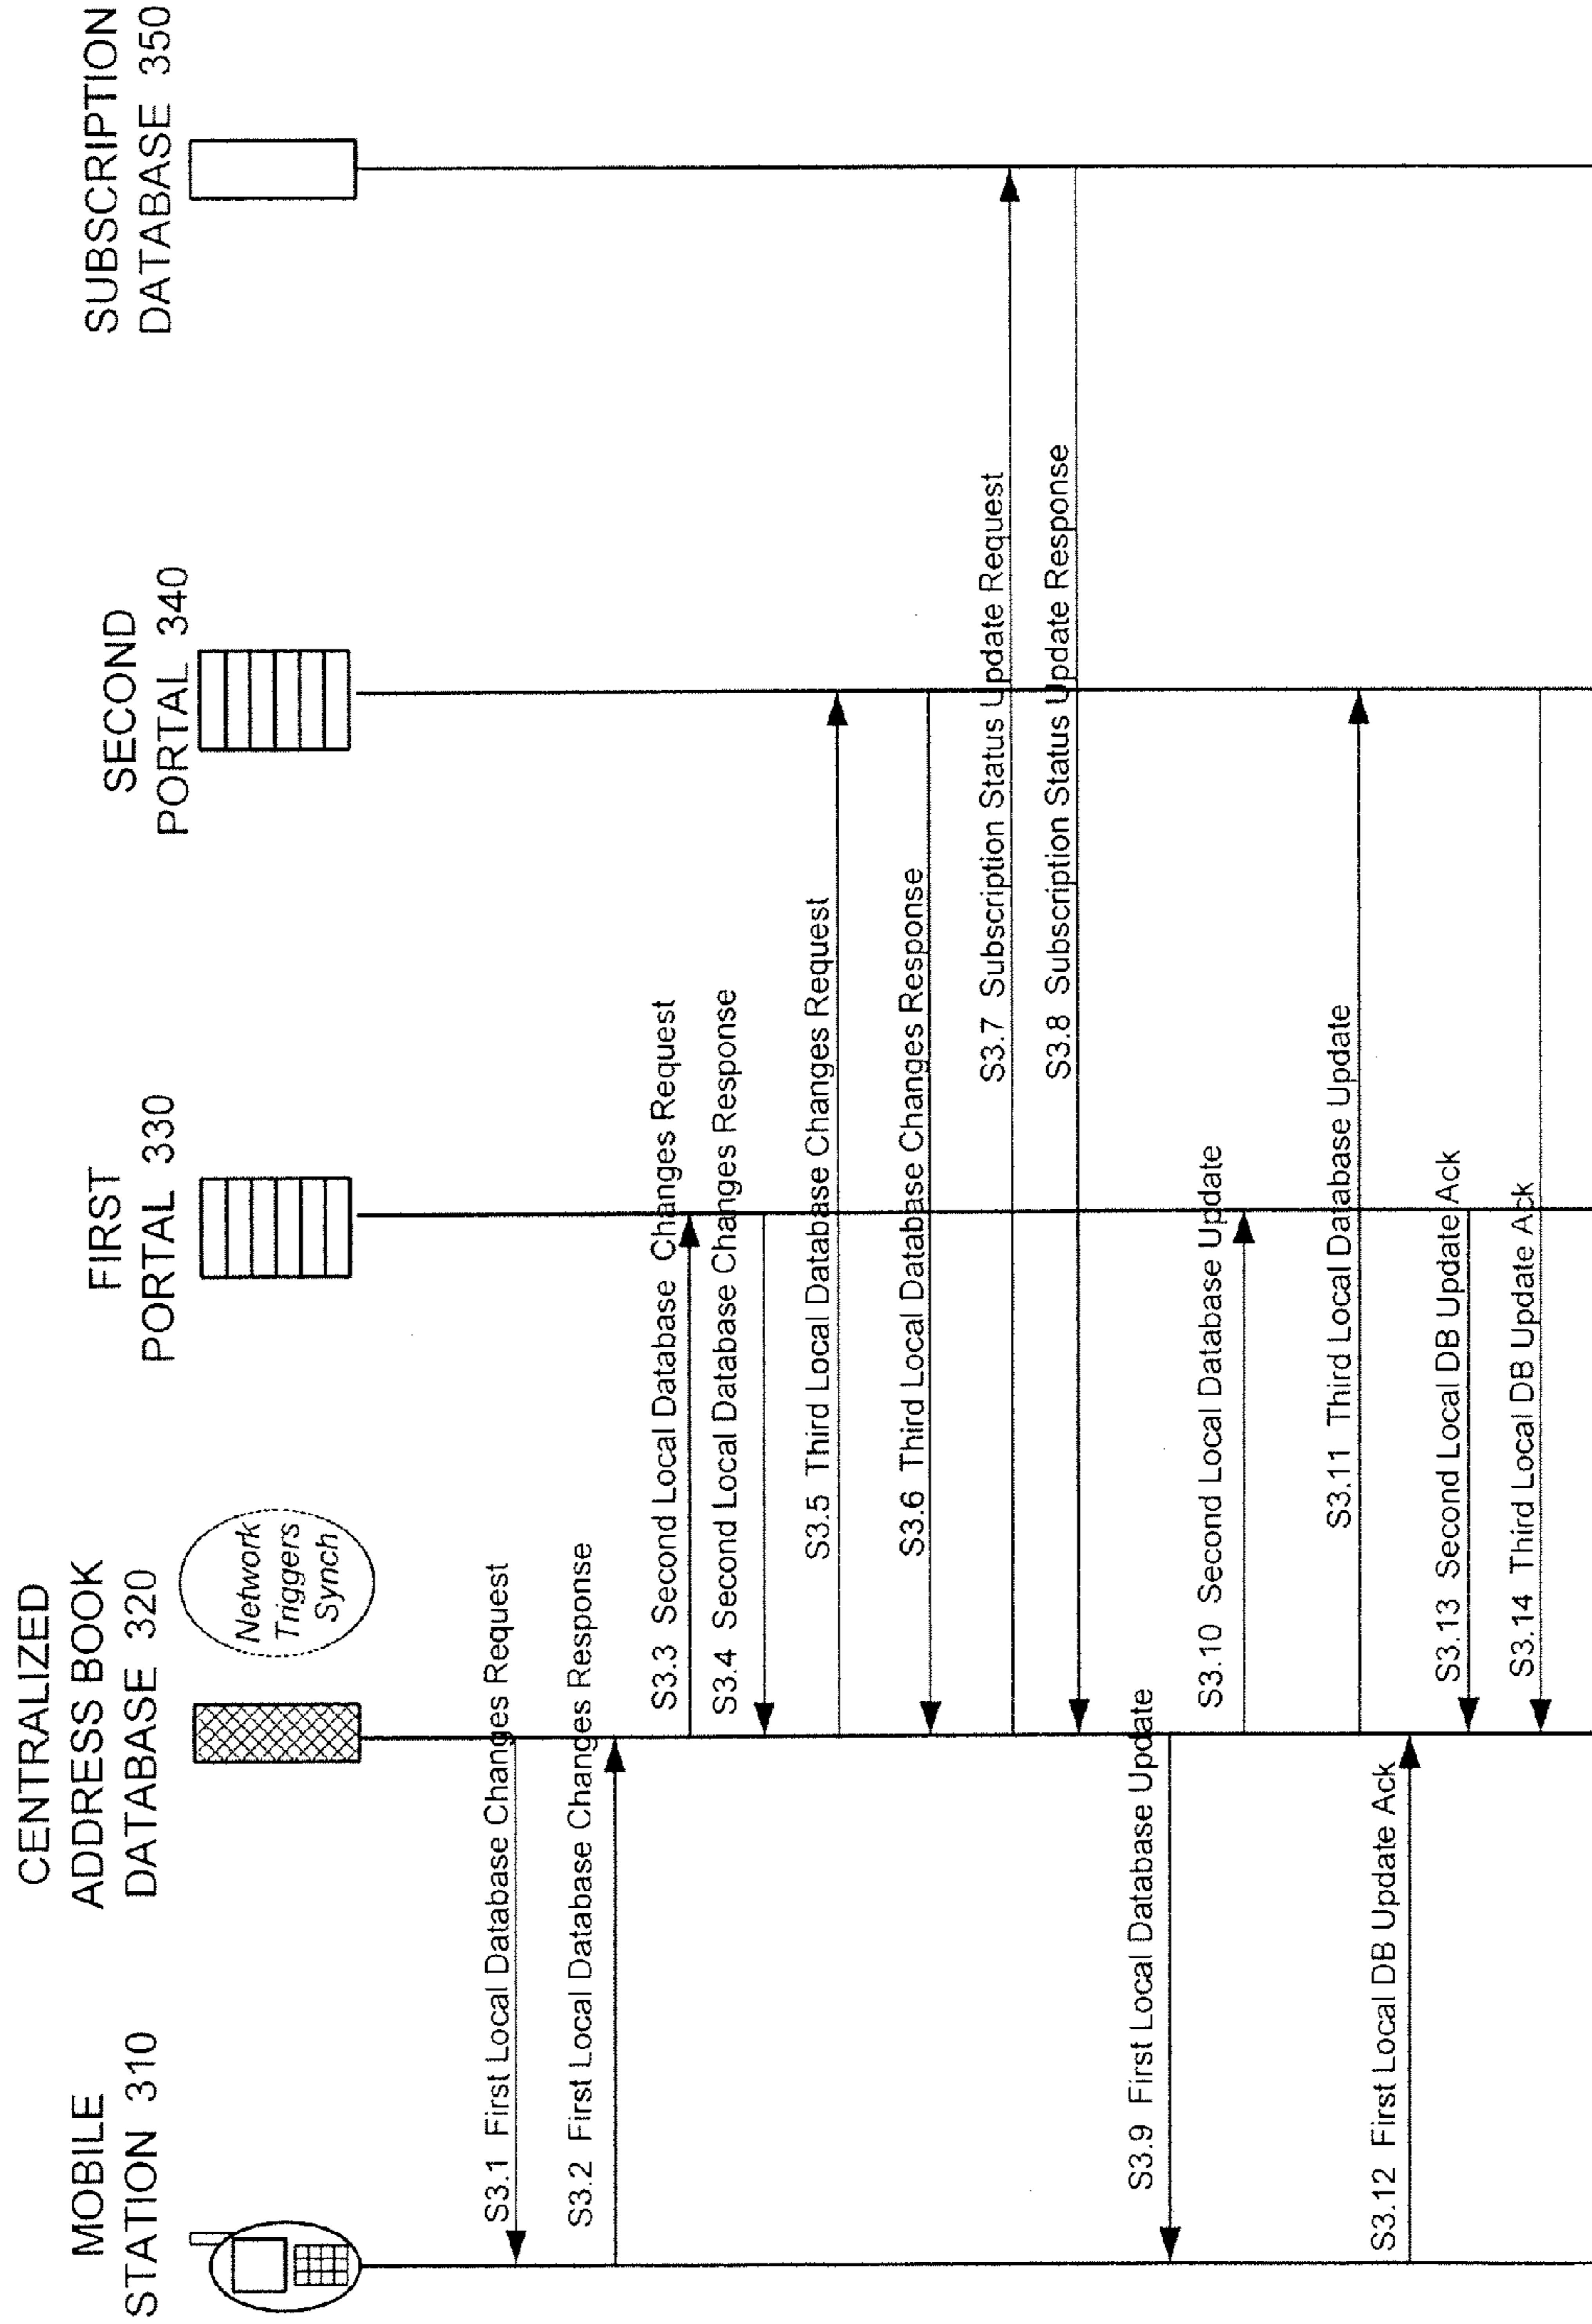 MOBILE
STATION 310
CENTRALIZED
ADDRESS BOOK
DATABASE 320
Network
Triggers
Synch
FIRST
PORTAL 330
SECOND
PORTAL 340
SUBSCRIPTION
DATABASE 350
S3.1 First Local Database Changes Request
S3.2 First Local Database Changes Response
S3.3 Second Local Database Changes Request
S3.4 Second Local Database Changes Response
S3.5 Third Local Database Changes Request
S3.6 Third Local Database Changes Response
S3.7 Subscription Status Update Request
S3.8 Subscription Status Update Response
S3.9 First Local Database Update
S3.10 Second Local Database Update
S3.11 Third Local Database Update
S3.12 First Local DB Update Ack
S3.13 Second Local DB Update Ack
S3.14 Third Local DB Update Ack